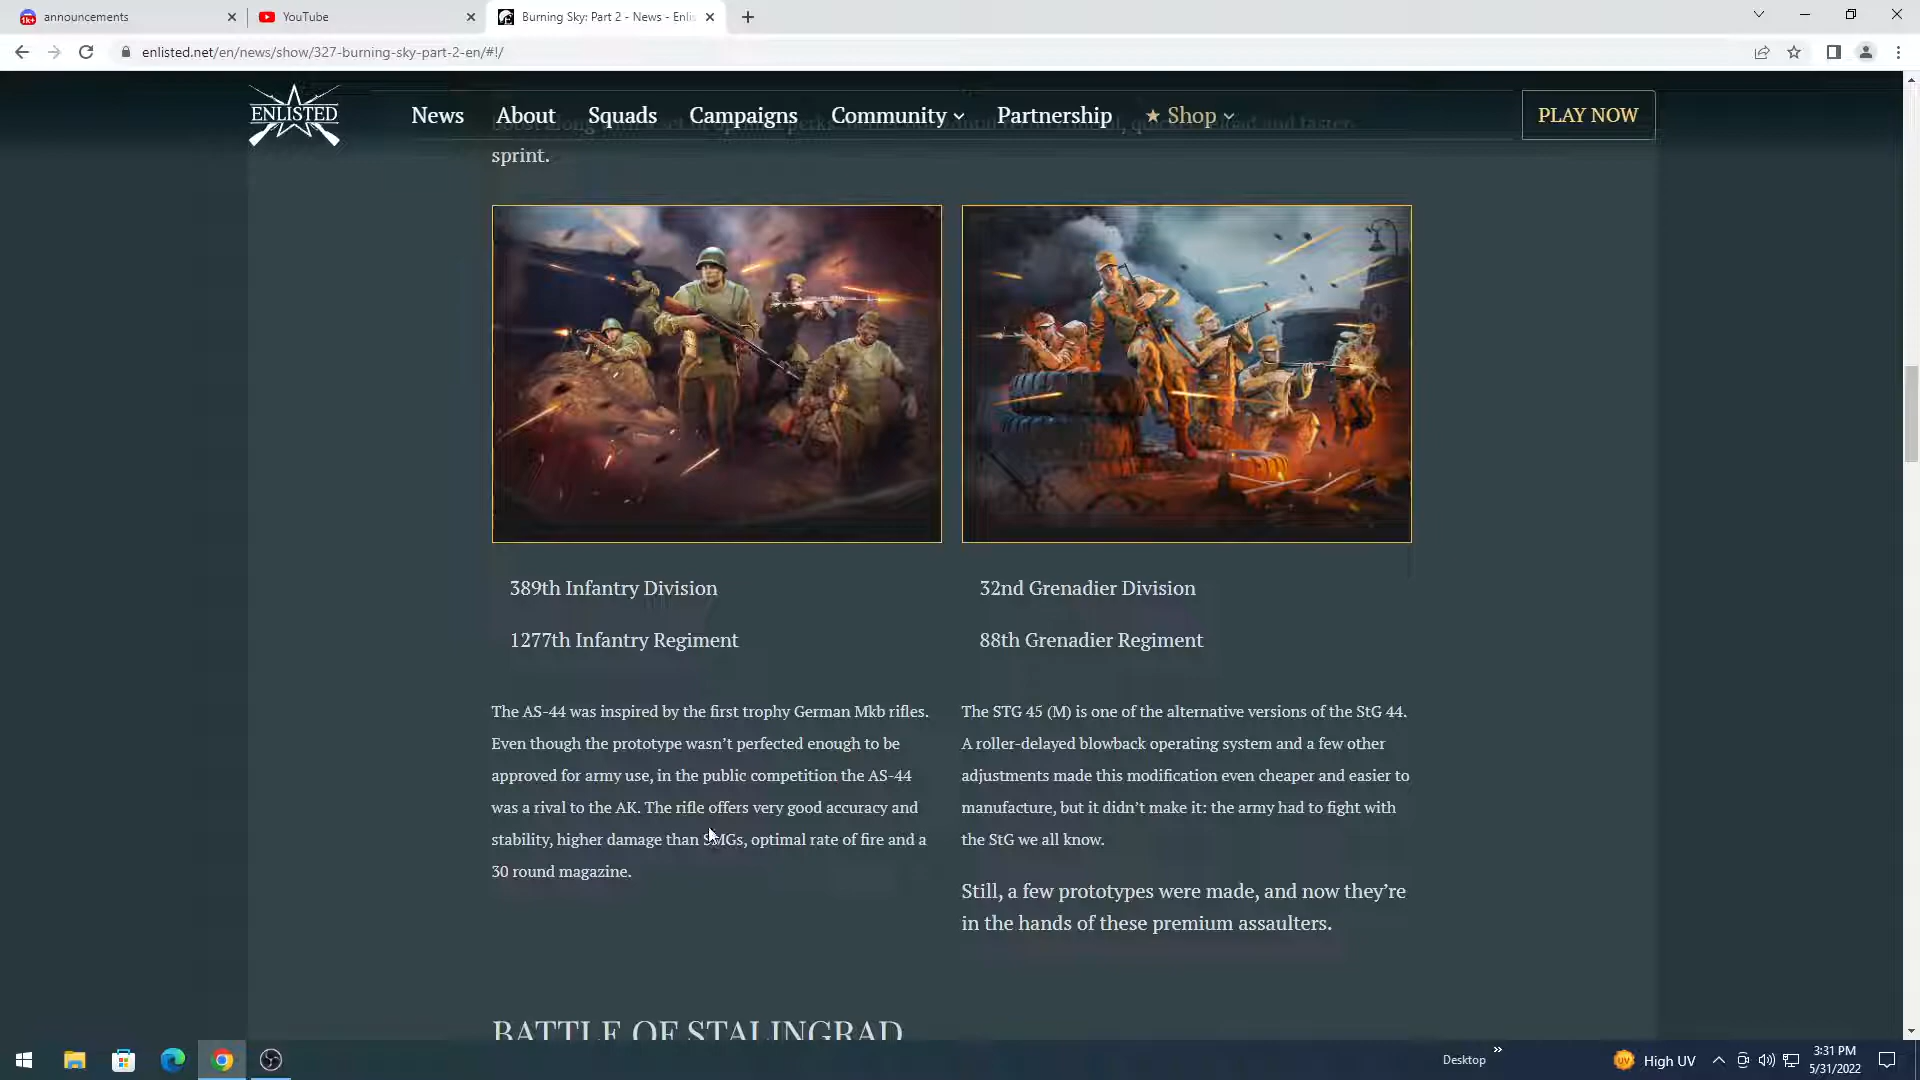 announcements
YouTube
Burning Sky: Part 2 - News - Enlis
enlisted.net/en/news/show/327-burning-sky-part-2-en/#!/
ENLISTED
News
About
Squads
Campaigns
Community
Partnership
★ Shop
PLAY NOW
sprint.
389th Infantry Division
32nd Grenadier Division
1277th Infantry Regiment
88th Grenadier Regiment
The AS-44 was inspired by the first trophy German Mkb rifles.
Even though the prototype wasn't perfected enough to be
approved for army use, in the public competition the AS-44
was a rival to the AK. The rifle offers very good accuracy and
stability, higher damage than SMGs, optimal rate of fire and a
30 round magazine.
The STG 45 (M) is one of the alternative versions of the StG 44.
A roller-delayed blowback operating system and a few other
adjustments made this modification even cheaper and easier to
manufacture, but it didn't make it: the army had to fight with
the StG we all know.
Still, a few prototypes were made, and now they're
in the hands of these premium assaulters.
BATTLE OF STALINGRAD
Desktop
High UV
3:31 PM
5/31/2022